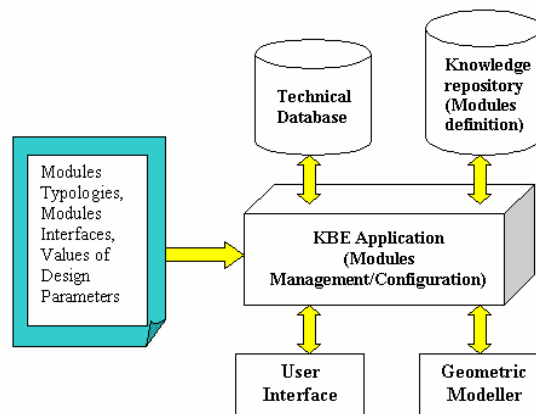 Technical
Database
Knowledge
repository
(Modules
definition)
Modules
Typologies,
Modules
Interfaces,
Values of
Design
Parameters
KBE Application
(Modules
Management/Configuration)
User
Interface
Geometric
Modeller